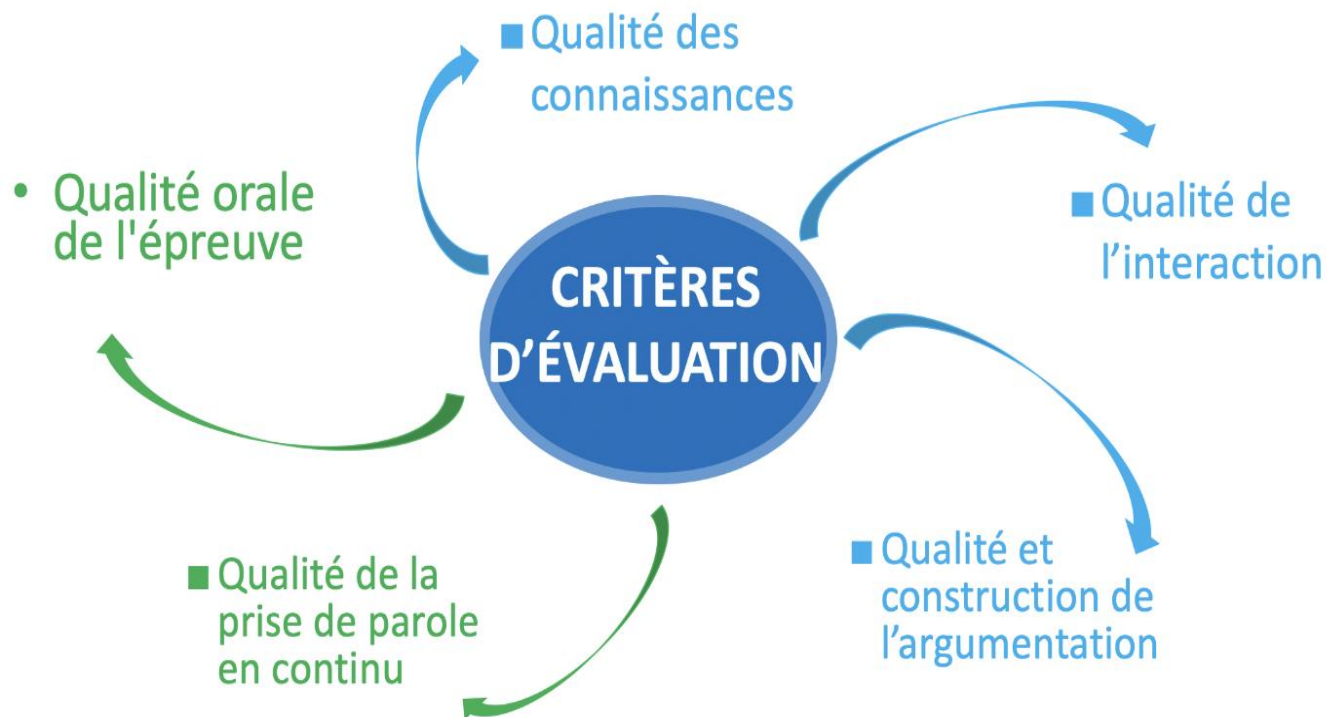 ■ Qualité des
connaissances
• Qualité orale
de l'épreuve
■ Qualité de
l’interaction
CRITÈRES
D’ÉVALUATION
■ Qualité de la
prise de parole
en continu
■ Qualité et
construction de
l’argumentation